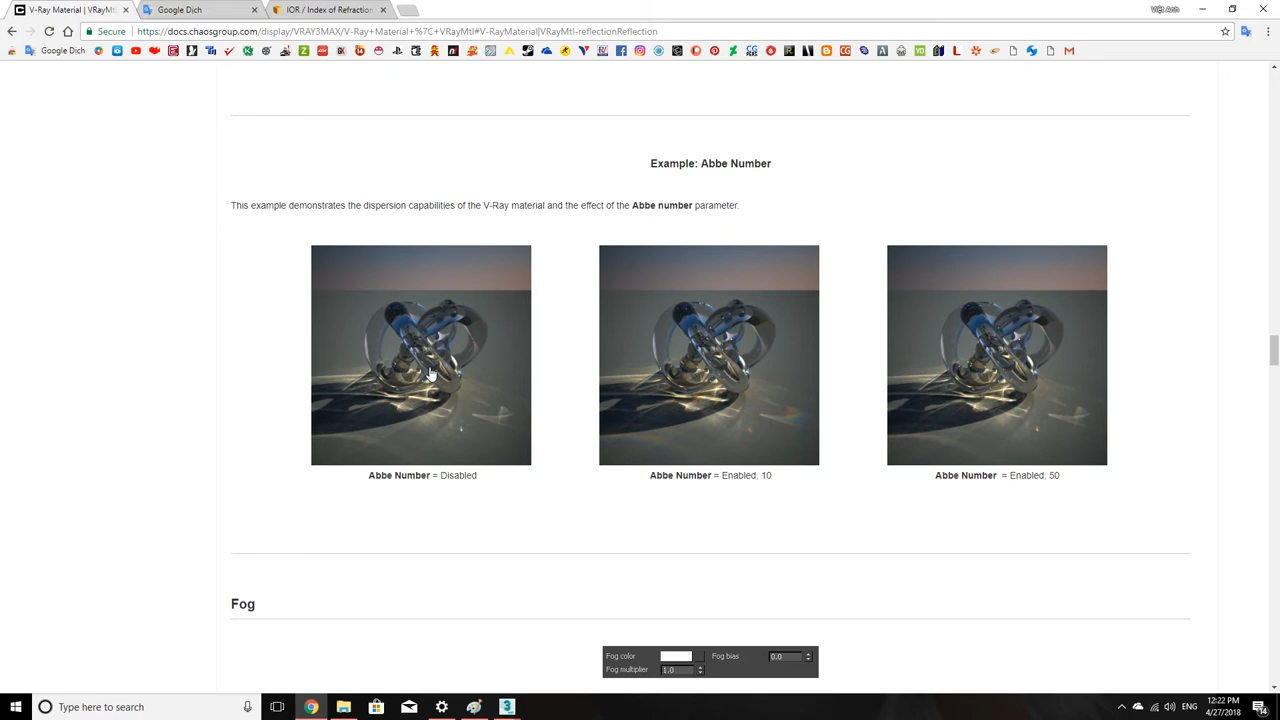 V-Ray Material | VRayMt
Google Dịch
IOR / Index of Refraction
Việt Anh
Secure
https://docs.chaosgroup.com/display/VRAY3MAX/V-Ray+Material+%7C+VRayMtl#V-RayMaterial|VRayMtl-reflectionReflection
Google Dịch
Example: Abbe Number
This example demonstrates the dispersion capabilities of the V-Ray material and the effect of the Abbe number parameter.
Abbe Number = Disabled
Abbe Number = Enabled, 10
Abbe Number = Enabled, 50
Fog
Fog color
Fog bias
0.0
Fog multiplier
1.0
Type here to search
ENG
12:22 PM
4/27/2018
14